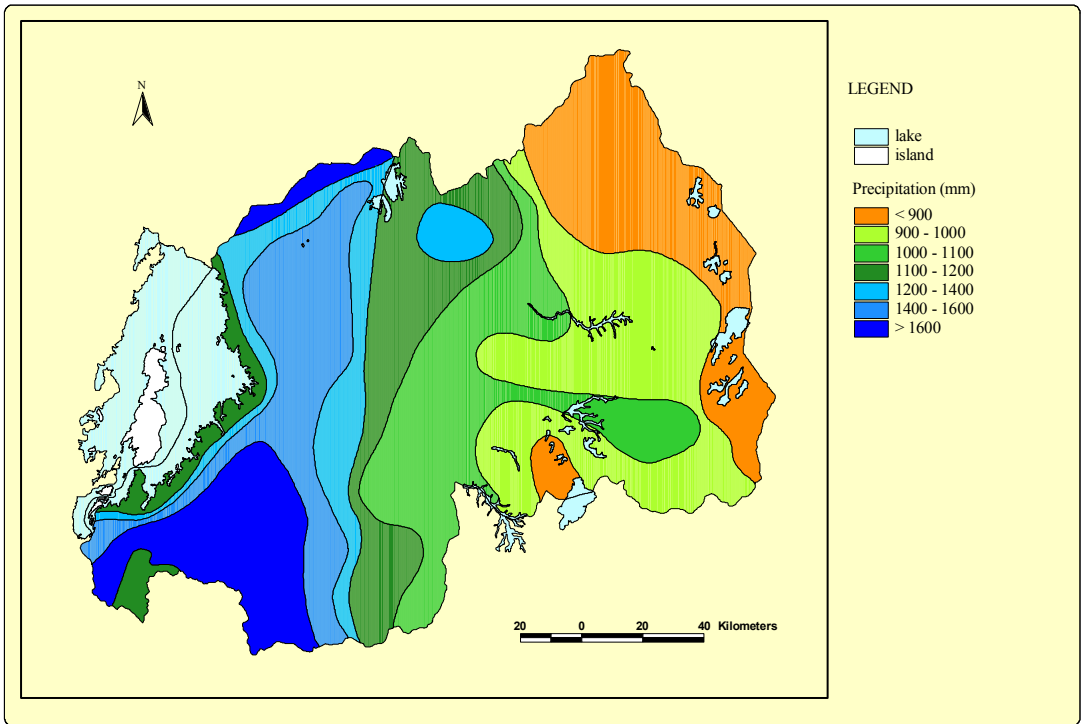 N
LEGEND
lake
island
Precipitation (mm)
< 900
900 - 1000
1000 - 1100
1100 - 1200
1200 - 1400
1400 - 1600
> 1600
20 0 20 40 Kilometers